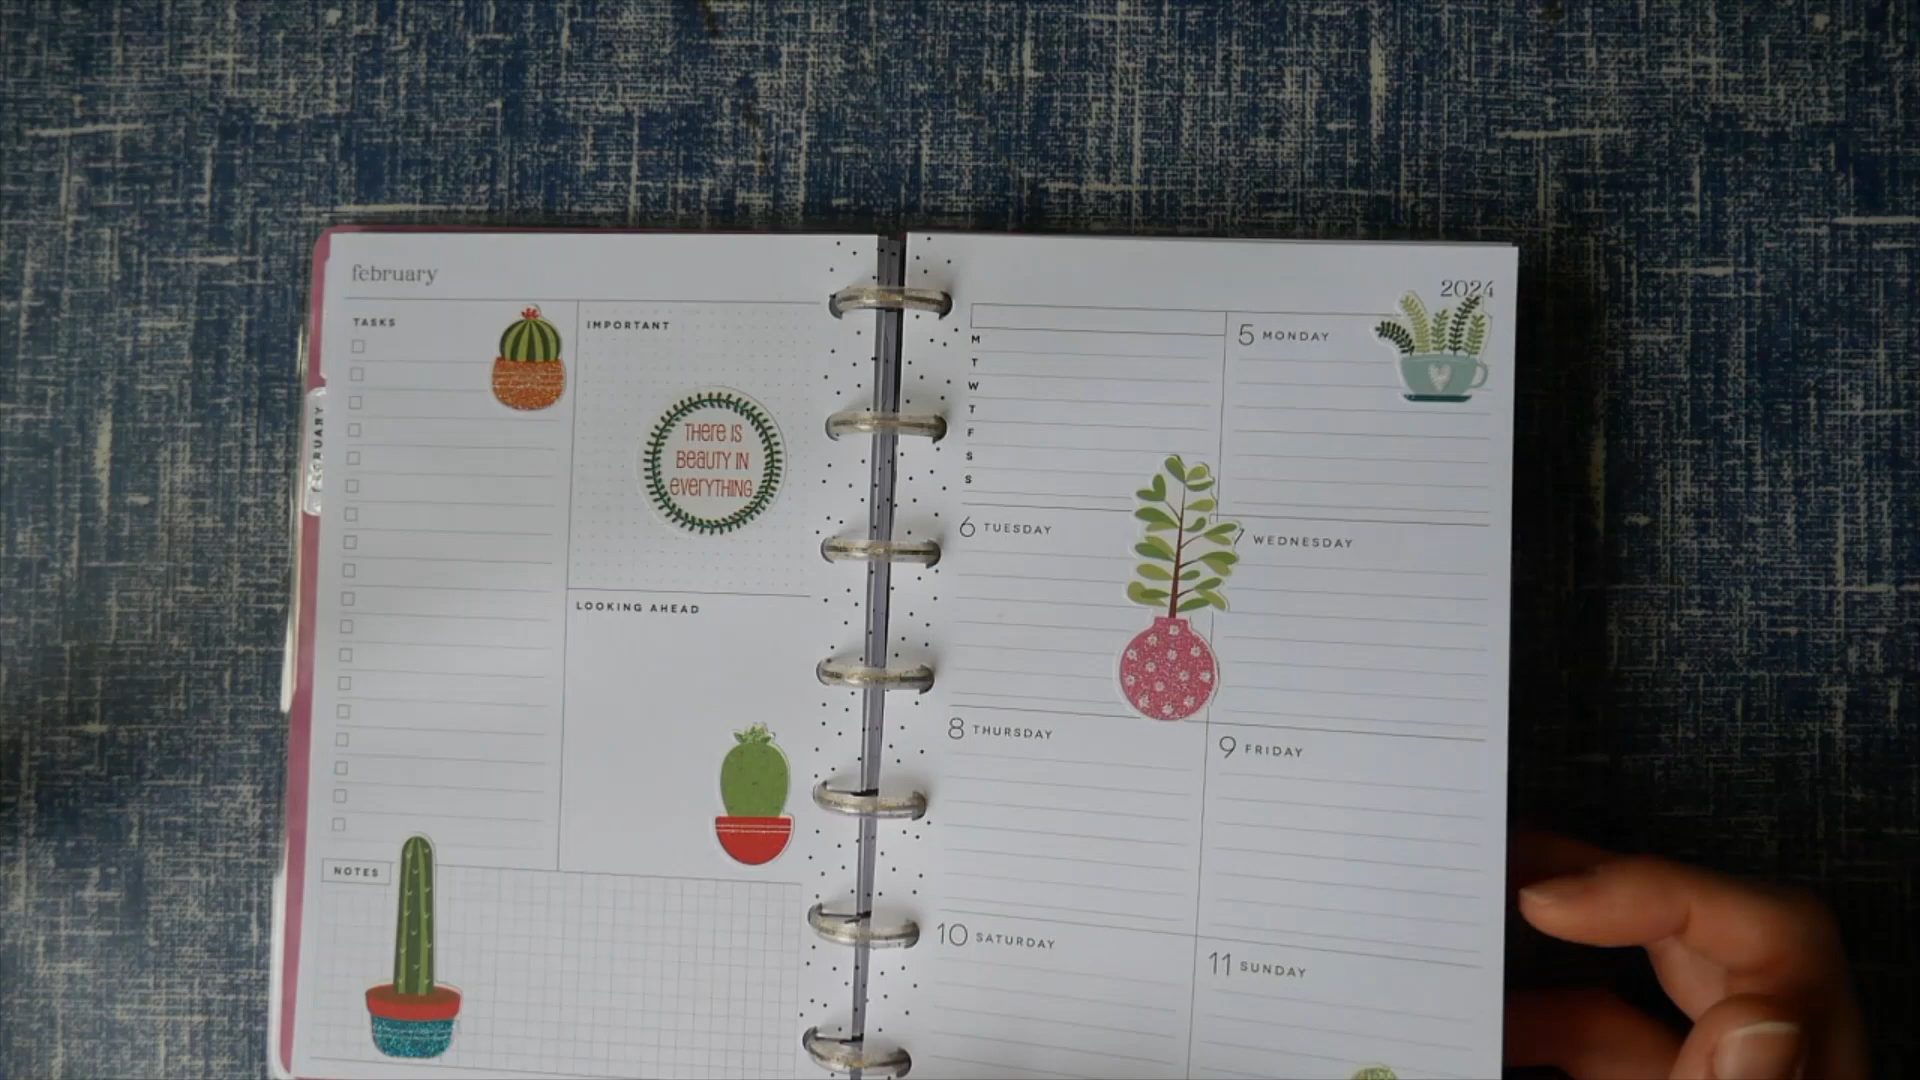 february
TASKS
IMPORTANT
THERE IS
BEAUTY IN
EVERYTHING
LOOKING AHEAD
NOTES
FEBRUARY
2024
M
T
W
T
F
S
S
5 MONDAY
6 TUESDAY
7 WEDNESDAY
8 THURSDAY
9 FRIDAY
10 SATURDAY
11 SUNDAY